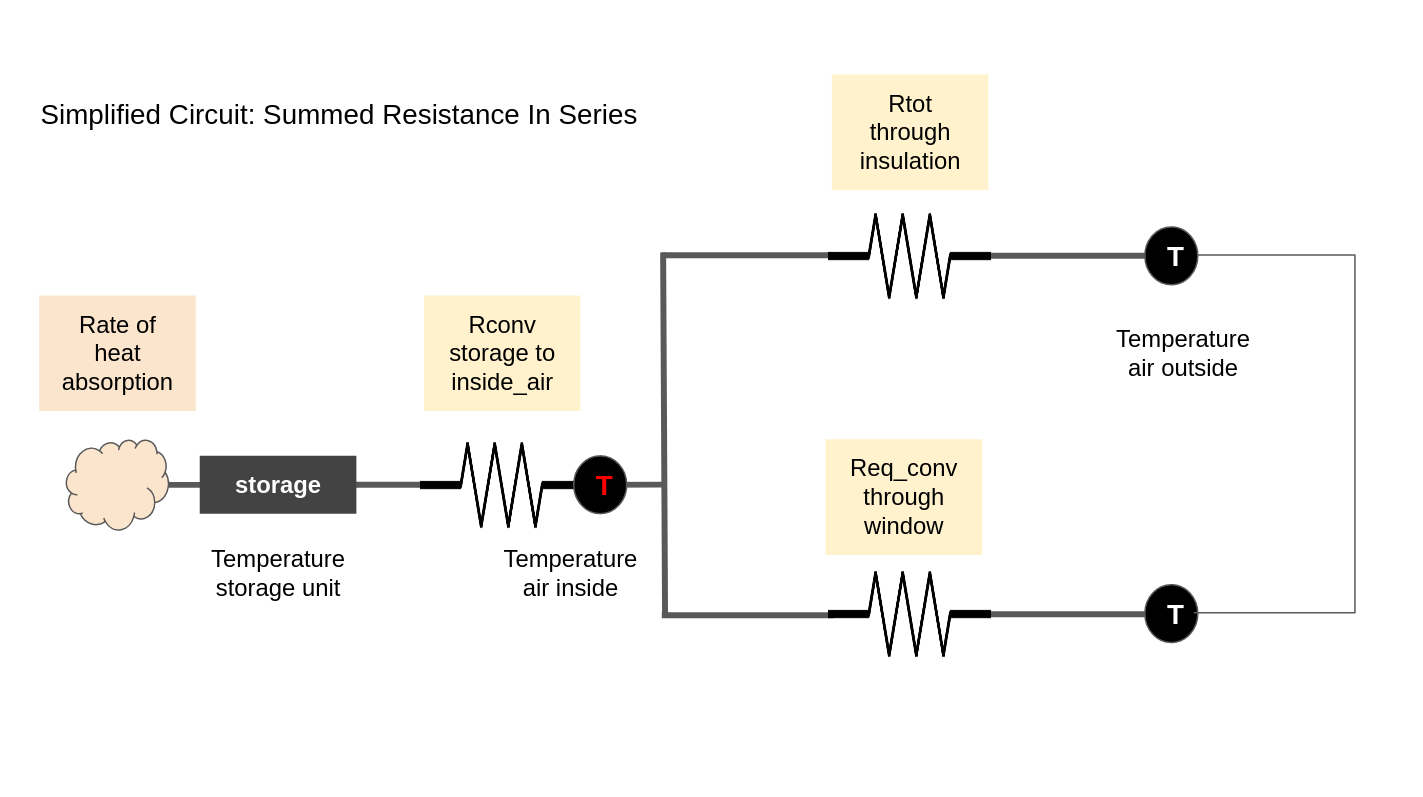 Simplified Circuit: Summed Resistance In Series
Rtot
through
insulation
T
Temperature
air outside
Rate of
heat
absorption
Rconv
storage to
inside_air
storage
T
Temperature
storage unit
Temperature
air inside
Req_conv
through
window
T